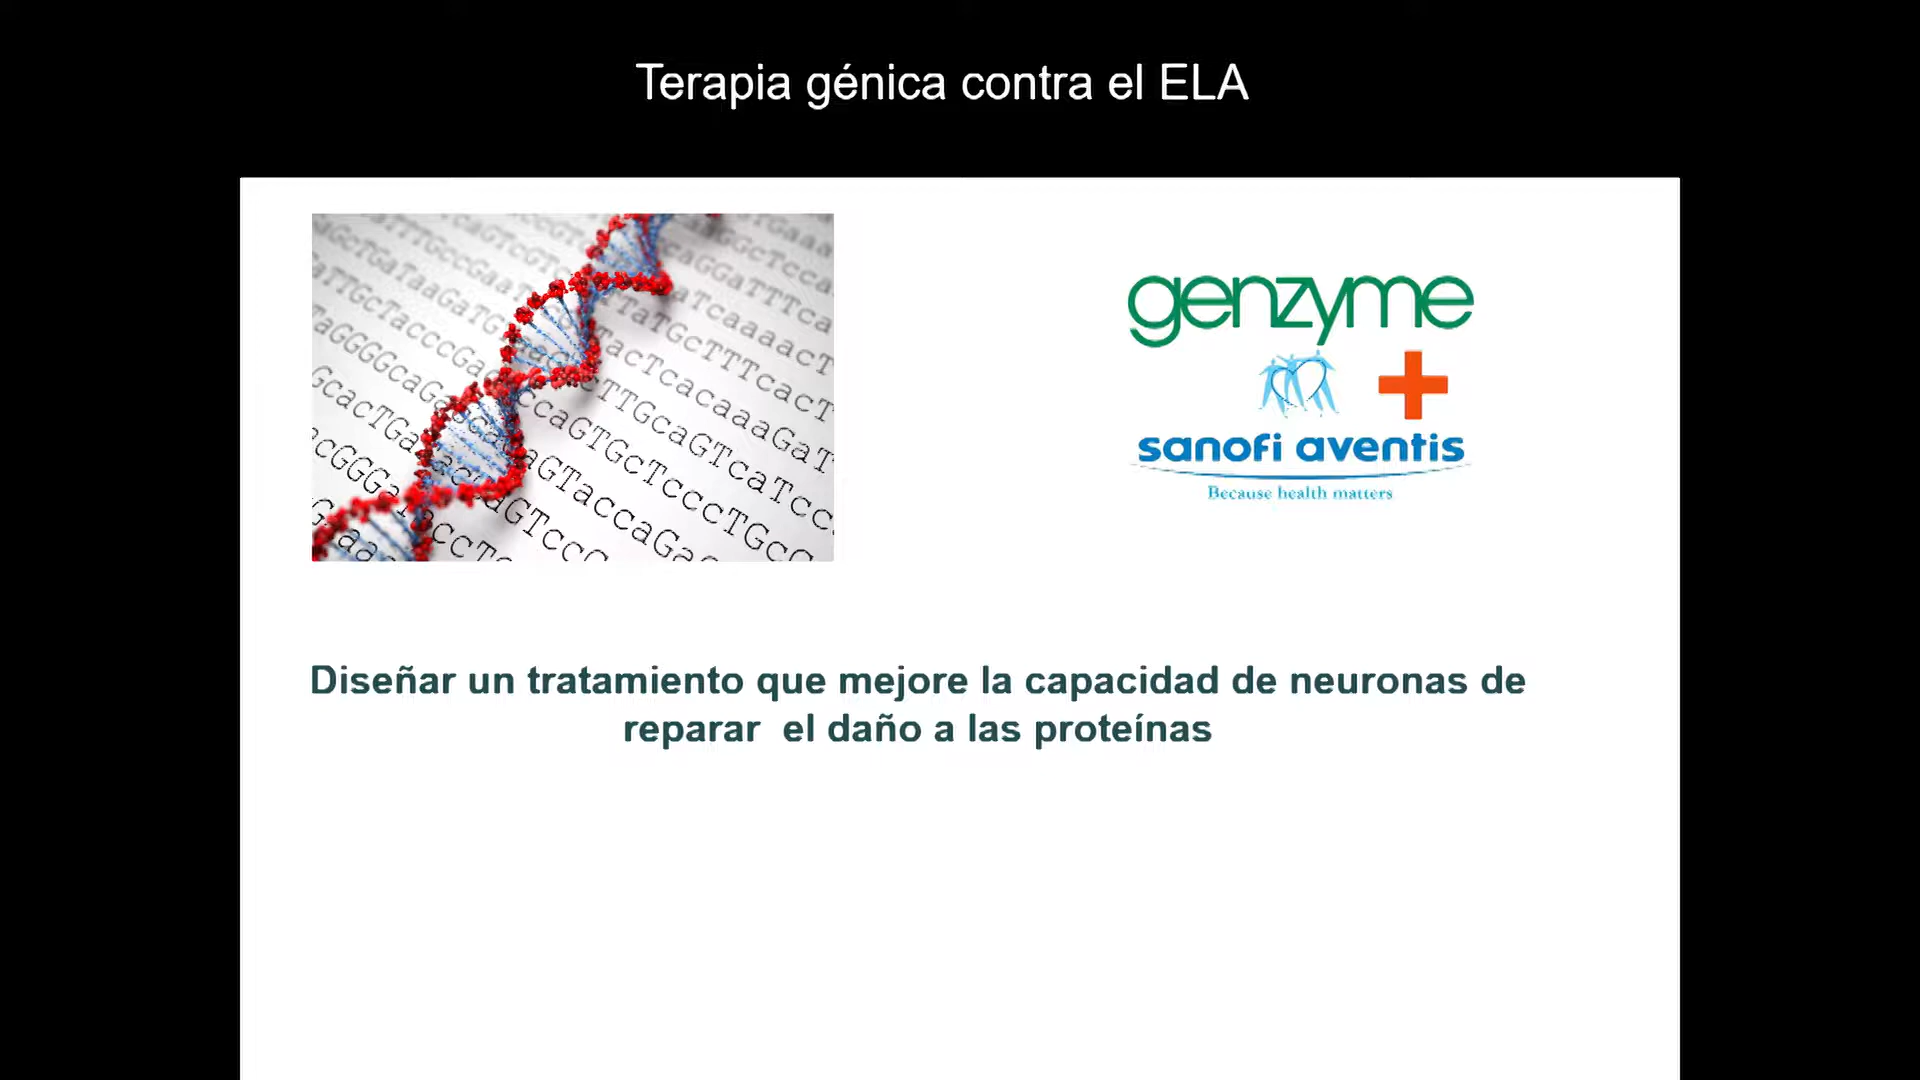 Terapia génica contra el ELA
genzyme
sanofi aventis
Because health matters
Diseñar un tratamiento que mejore la capacidad de neuronas de
reparar el daño a las proteínas